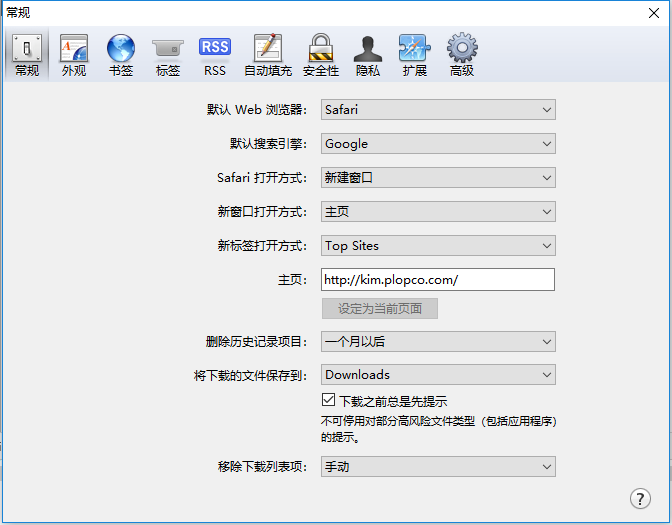 常规
常规 外观 书签 标签 RSS RSS 自动填充 安全性 隐私 扩展 高级
默认 Web 浏览器： Safari
默认搜索引擎： Google
Safari 打开方式： 新建窗口
新窗口打开方式： 主页
新标签打开方式： Top Sites
主页： http://kim.plopco.com/
设定为当前页面
删除历史记录项目： 一个月以后
将下载的文件保存到： Downloads
下载之前总是先提示
不可停用对部分高风险文件类型（包括应用程序）
的提示。
移除下载列表项： 手动
?